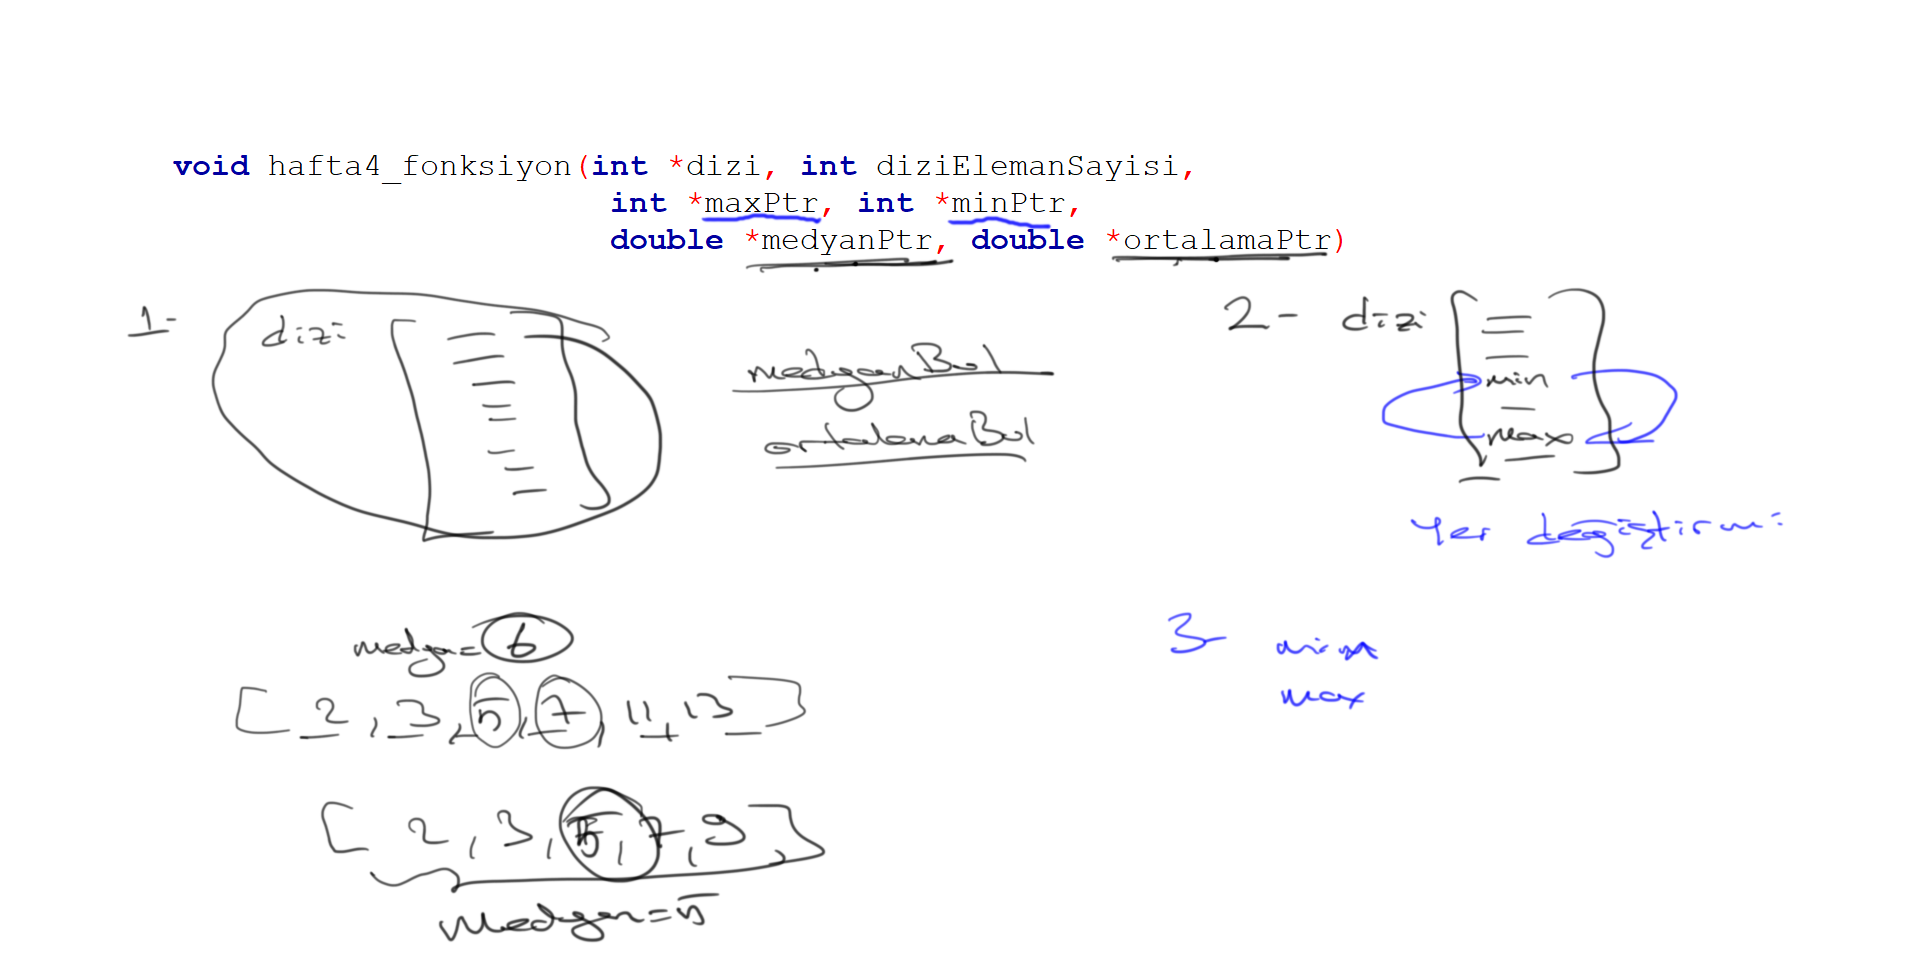 void hafta4_fonksiyon(int *dizi, int diziElemanSayisi,
int *maxPtr, int *minPtr,
double *medyanPtr, double *ortalamaPtr)
1-
dizi
medyanBul
ortalamaBul
2- dizi
min
max
Yer değiştirme
3- min
max
medyan=6
[2,3,5,7,11,13]
[2,3,5,7,9]
Medyan=5